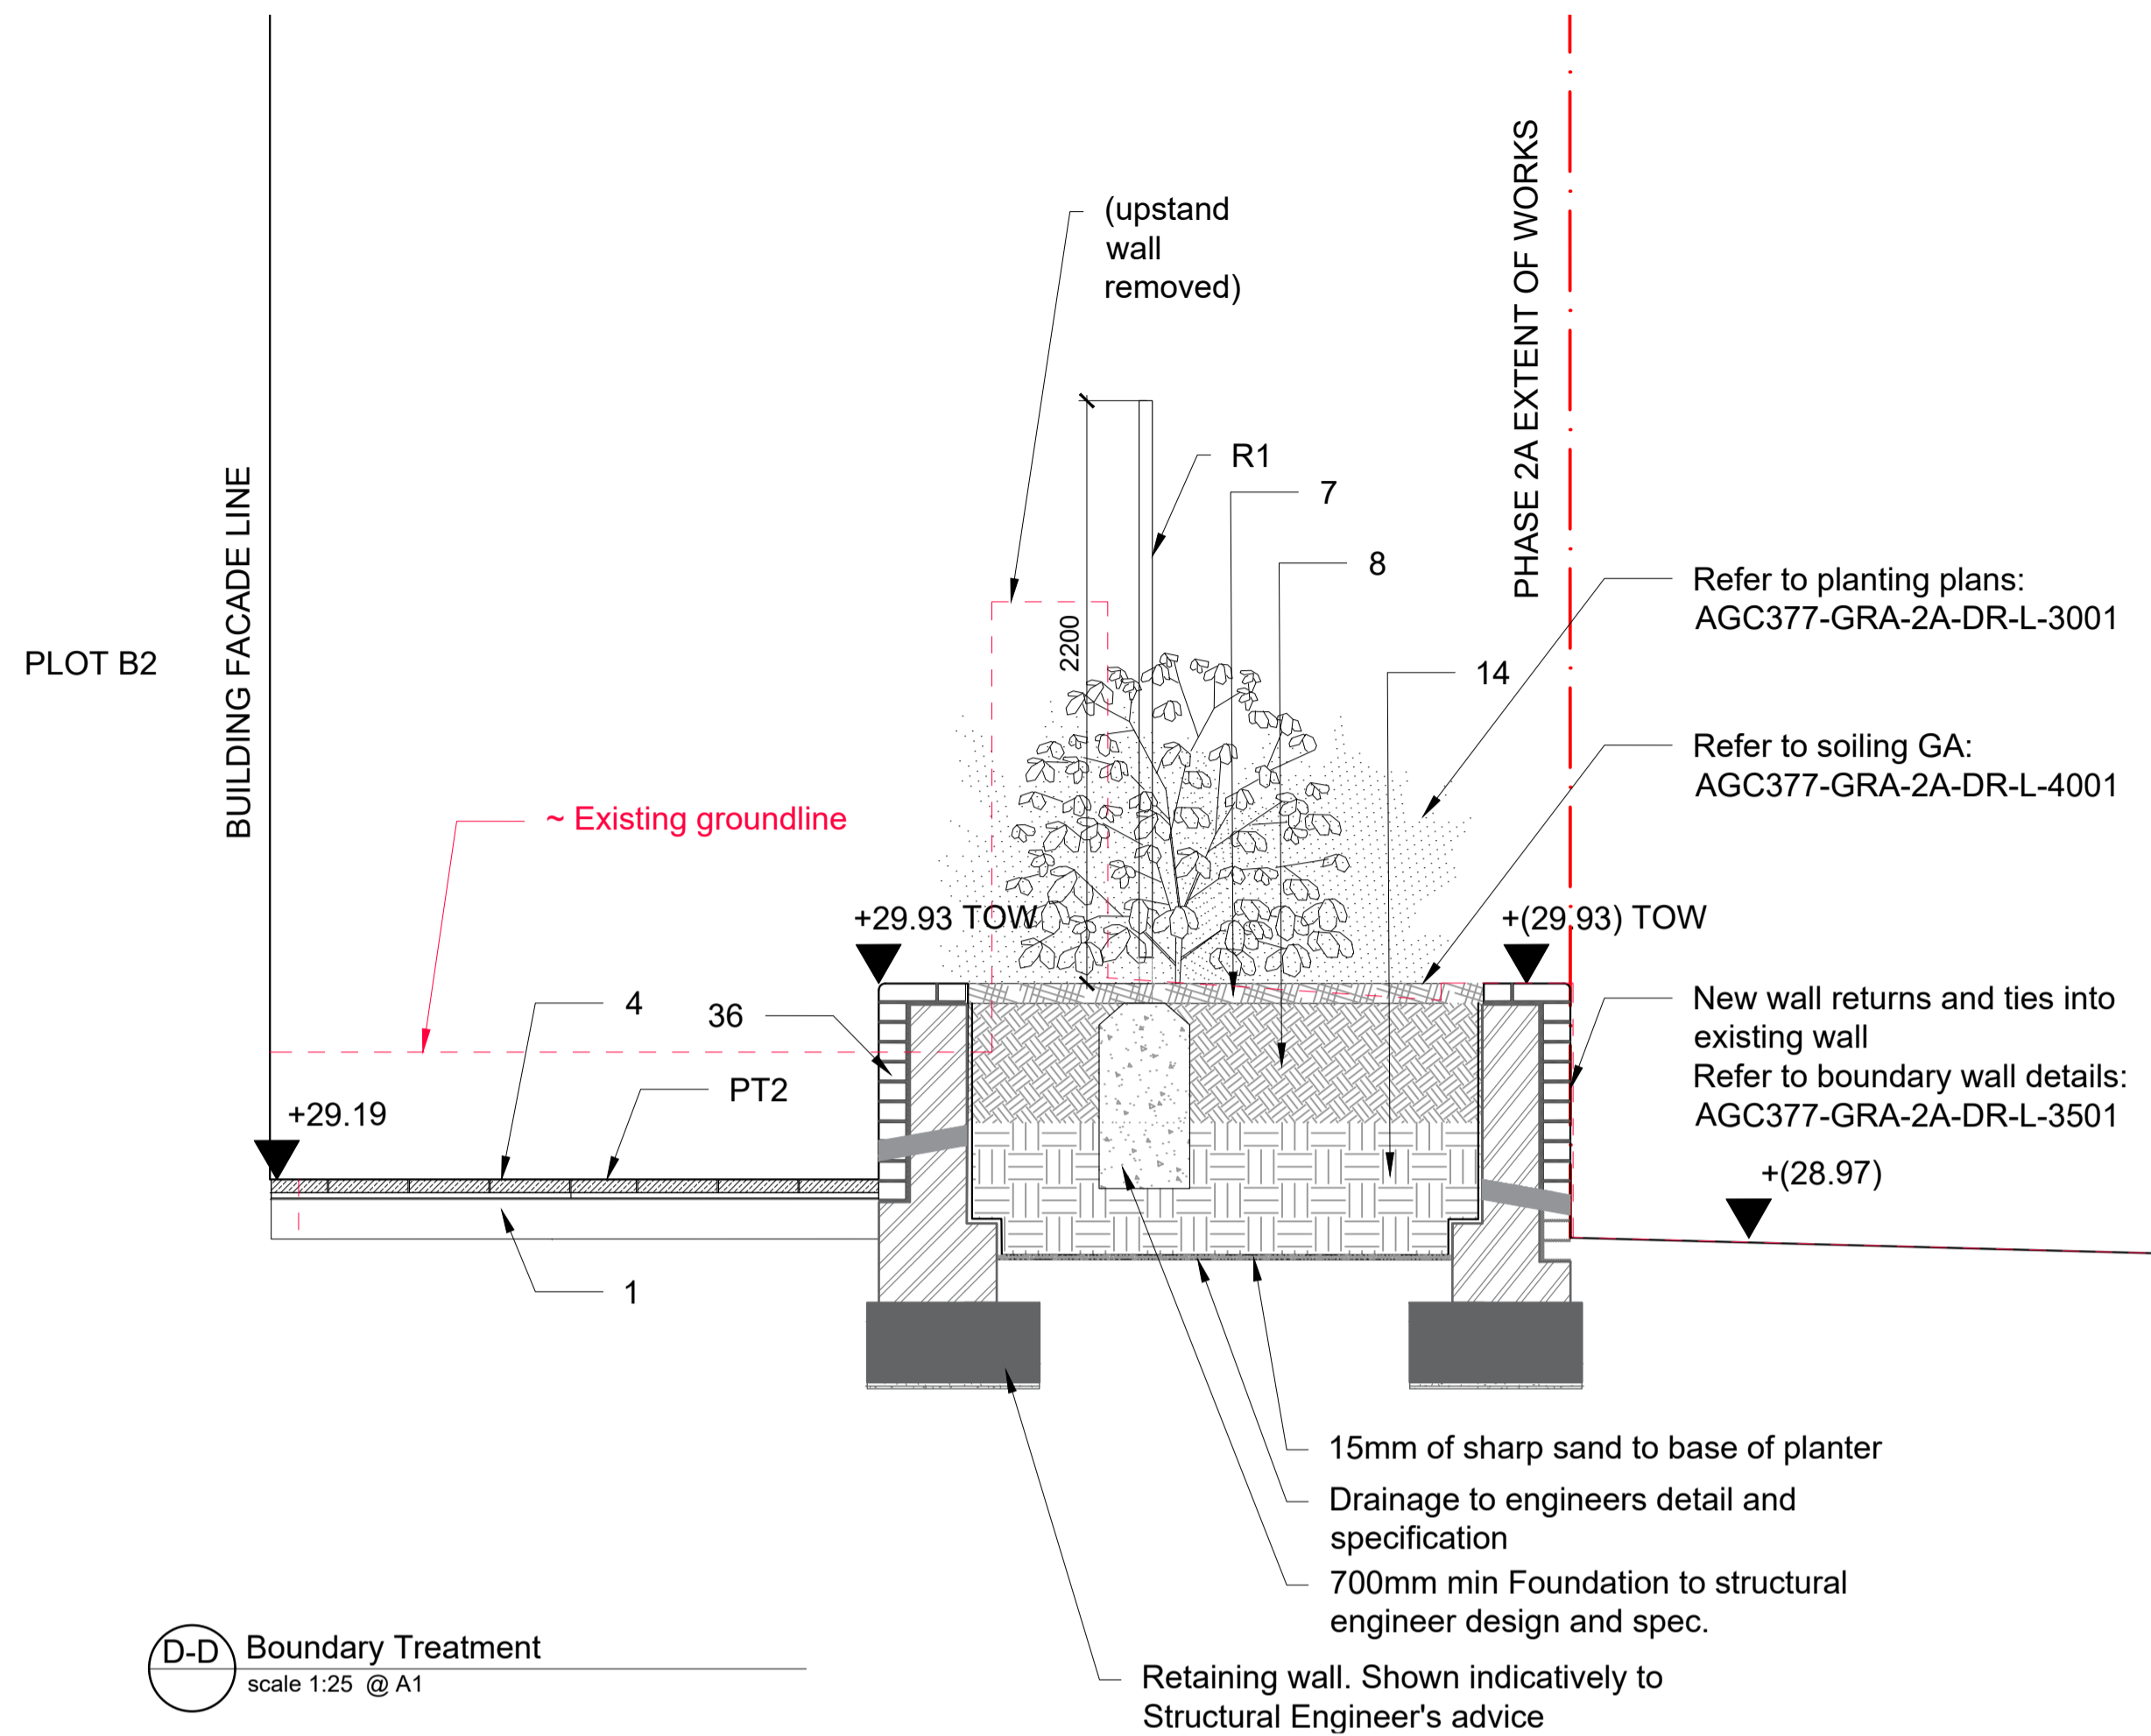 (upstand
wall
removed)
PHASE 2A EXTENT OF WORKS
R1
7
8
BUILDING FACADE LINE
PLOT B2
2200
14
Refer to planting plans:
AGC377-GRA-2A-DR-L-3001
Refer to soiling GA:
AGC377-GRA-2A-DR-L-4001
~ Existing groundline
+29.93 TOW
+(29.93) TOW
4
36
PT2
+29.19
New wall returns and ties into
existing wall
Refer to boundary wall details:
AGC377-GRA-2A-DR-L-3501
+(28.97)
1
15mm of sharp sand to base of planter
Drainage to engineers detail and
specification
700mm min Foundation to structural
engineer design and spec.
Retaining wall. Shown indicatively to
Structural Engineer's advice
D-D Boundary Treatment
scale 1:25 @ A1